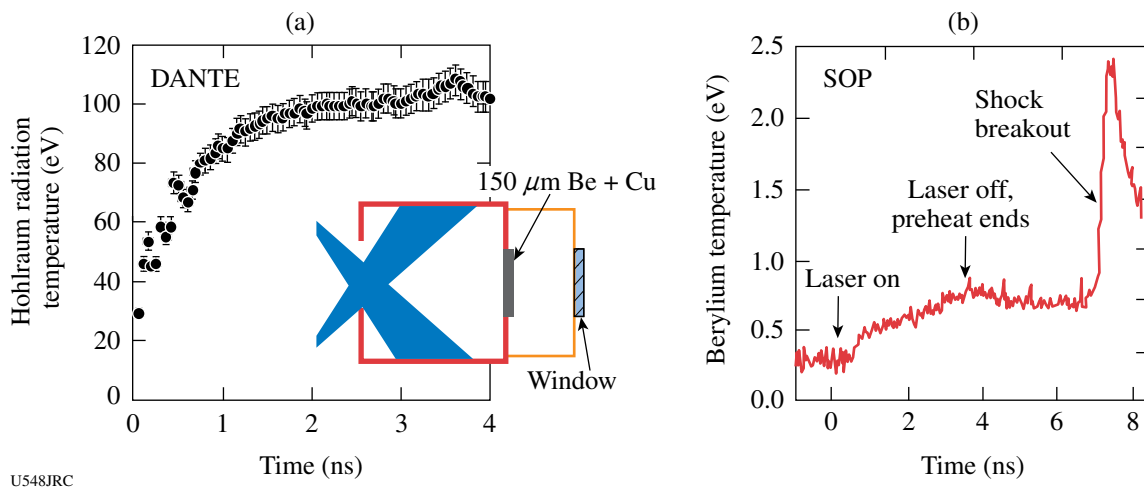 (a)
120
100
80
60
40
20
0
DANTE
Hohlraum radiation
temperature (eV)
150 μm Be + Cu
Window
0
1
2
3
4
Time (ns)
U548JRC
(b)
2.5
2.0
1.5
1.0
0.5
0.0
SOP
Shock
breakout
Laser off,
preheat ends
Laser on
Berylium temperature (eV)
0
2
4
6
8
Time (ns)